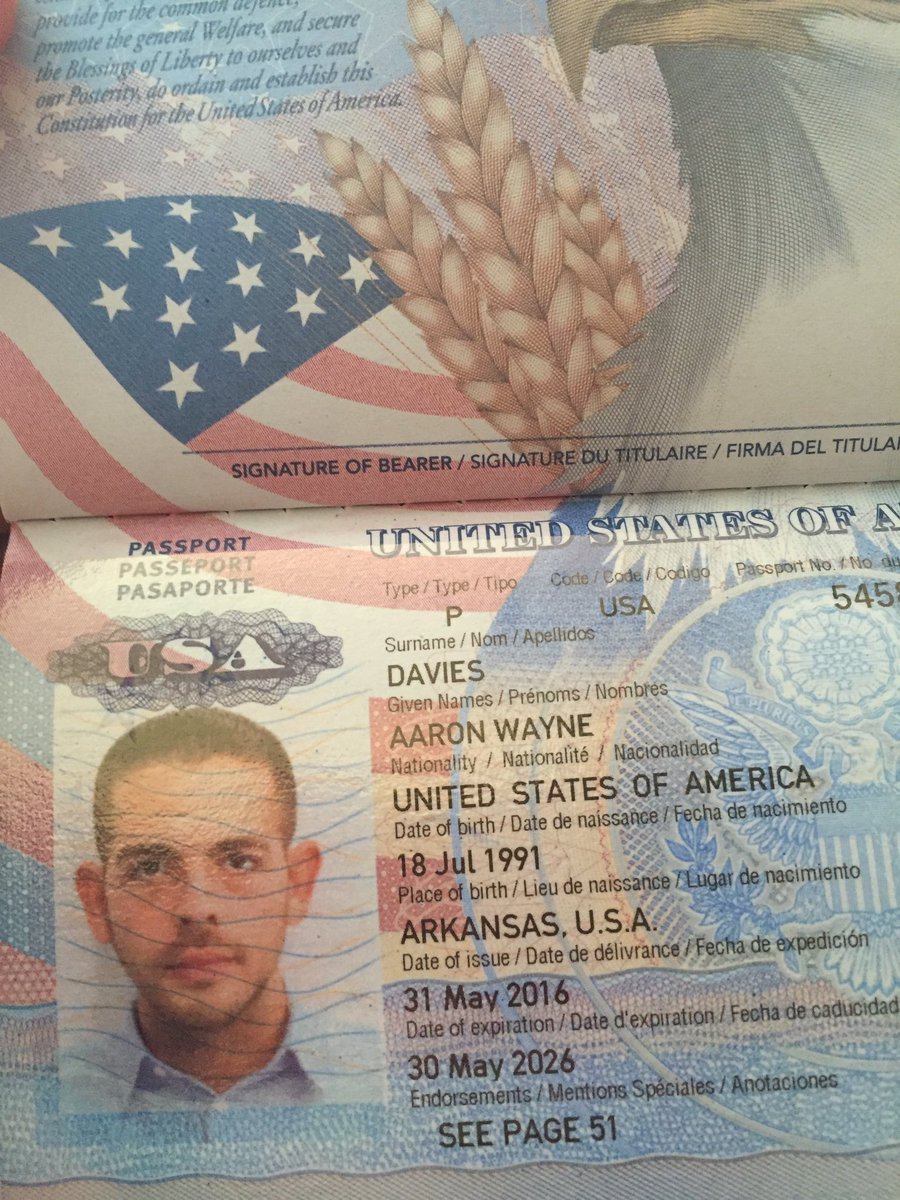 provide for the common defence,
promote the general Welfare, and secure
the Blessings of Liberty to ourselves and
our Posterity, do ordain and establish this
Constitution for the United States of America.
SIGNATURE OF BEARER / SIGNATURE DU TITULAIRE / FIRMA DEL TITULA
PASSPORT
PASSEPORT
PASAPORTE
USA
UNITED STATES OF A
Type / Type / Tipo Code / Code / Codigo Passport No. / No. du
P USA 5458
Surname / Nom / Apellidos
DAVIES
Given Names / Prénoms / Nombres
AARON WAYNE
Nationality / Nationalité / Nacionalidad
UNITED STATES OF AMERICA
Date of birth / Date de naissance / Fecha de nacimiento
18 Jul 1991
Place of birth / Lieu de naissance / Lugar de nacimiento
ARKANSAS, U.S.A.
Date of issue / Date de délivrance / Fecha de expedición
31 May 2016
Date of expiration / Date d'expiration / Fecha de caducidad
30 May 2026
Endorsements / Mentions Spéciales / Anotaciones
SEE PAGE 51